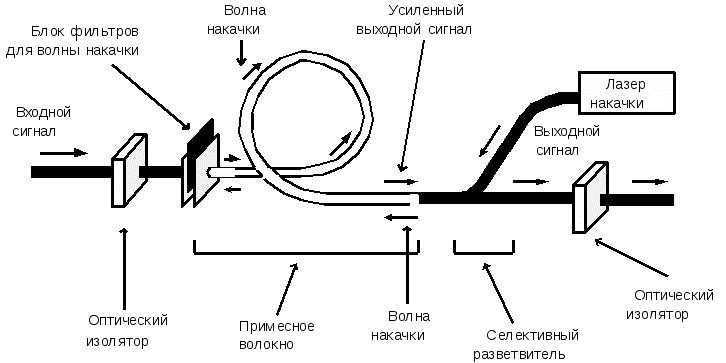 Блок фильтров
для волны накачки
Волна
накачки
Усиленный
выходной сигнал
Лазер
накачки
Входной
сигнал
Выходной
сигнал
Оптический
изолятор
Примесное
волокно
Волна
накачки
Селективный
разветвитель
Оптический
изолятор